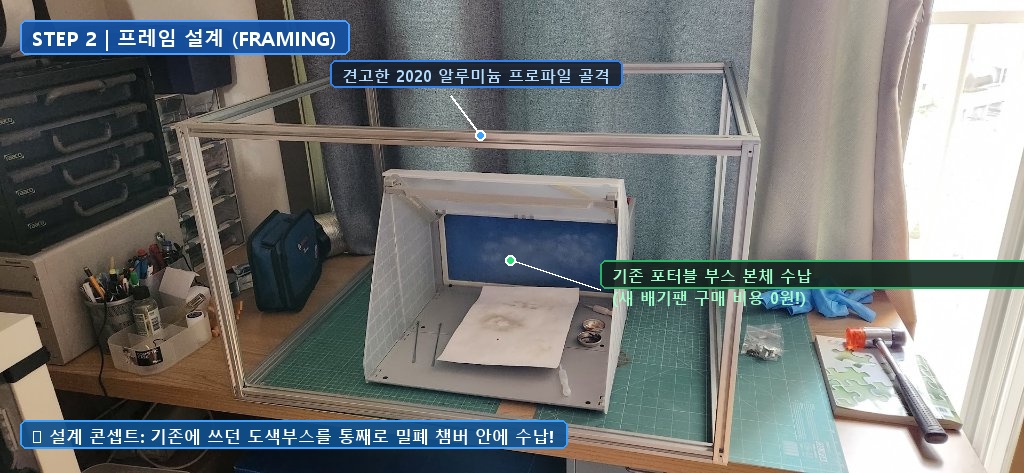 STEP 2 | 프레임 설계 (FRAMING)
견고한 2020 알루미늄 프로파일 골격
기존 포터블 부스 본체 수납
(새 배기팬 구매 비용 0원!)
설계 콘셉트: 기존에 쓰던 도색부스를 통째로 밀폐 챔버 안에 수납!